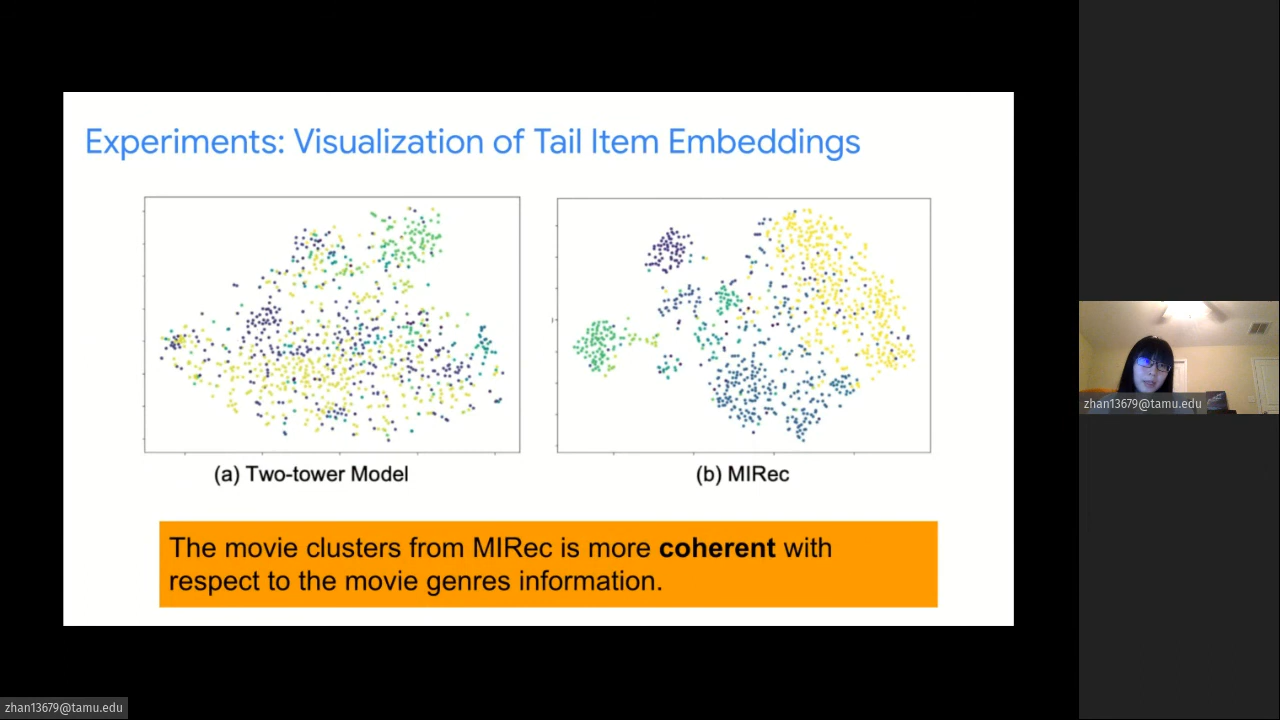 Experiments: Visualization of Tail Item Embeddings
(a) Two-tower Model
(b) MIRec
The movie clusters from MIRec is more coherent with
respect to the movie genres information.
zhan13679@tamu.edu
zhan13679@tamu.edu